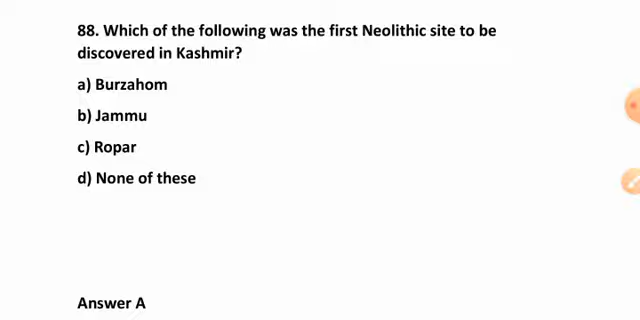 88. Which of the following was the first Neolithic site to be
discovered in Kashmir?
a) Burzahom
b) Jammu
c) Ropar
d) None of these
Answer A